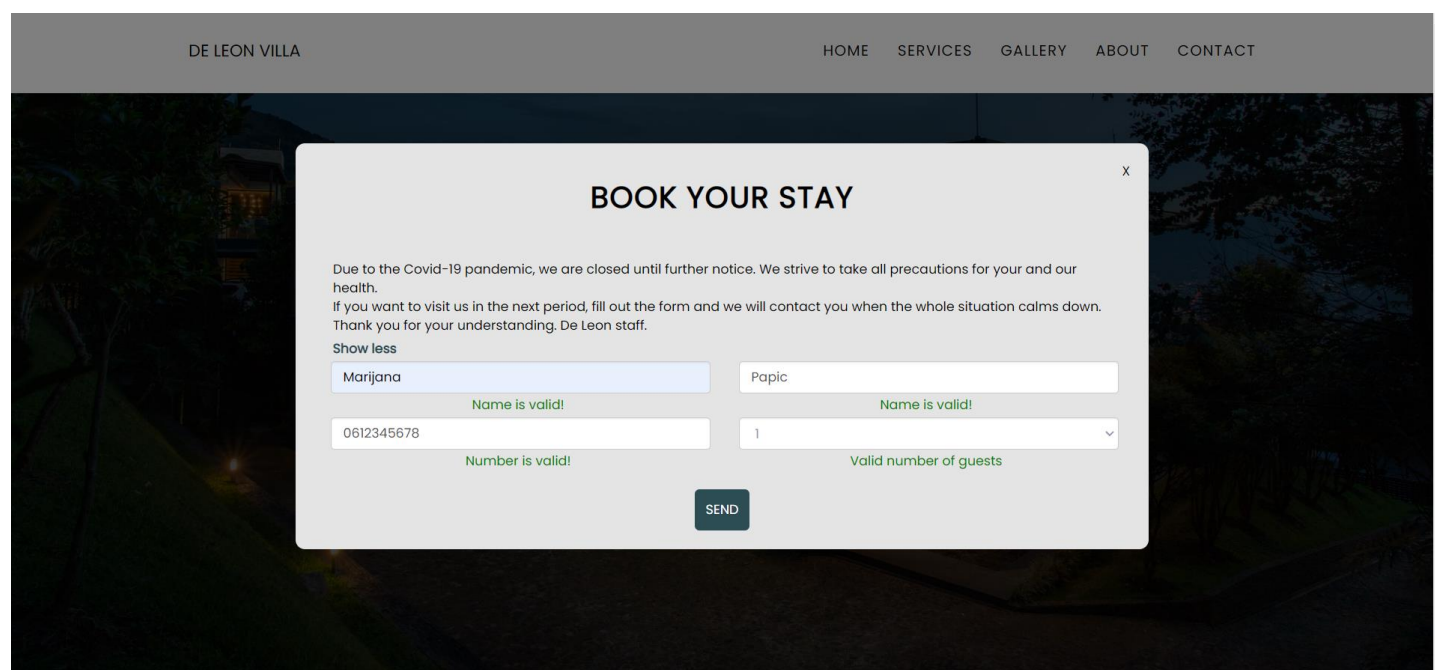 DE LEON VILLA
HOME SERVICES GALLERY ABOUT CONTACT
X
BOOK YOUR STAY
Due to the Covid-19 pandemic, we are closed until further notice. We strive to take all precautions for your and our
health.
If you want to visit us in the next period, fill out the form and we will contact you when the whole situation calms down.
Thank you for your understanding. De Leon staff.
Show less
Marijana Papic
Name is valid! Name is valid!
0612345678 1
Number is valid! Valid number of guests
SEND